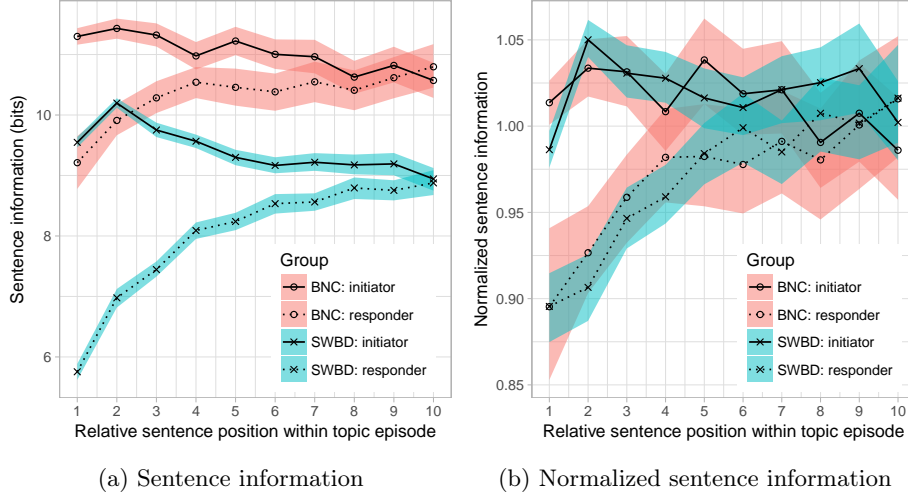 Sentence information (bits)
10
8
6
Group
BNC: initiator
BNC: responder
SWBD: initiator
SWBD: responder
1 2 3 4 5 6 7 8 9 10
Relative sentence position within topic episode
(a) Sentence information
Normalized sentence information
1.05
1.00
0.95
0.90
0.85
Group
BNC: initiator
BNC: responder
SWBD: initiator
SWBD: responder
1 2 3 4 5 6 7 8 9 10
Relative sentence position within topic episode
(b) Normalized sentence information